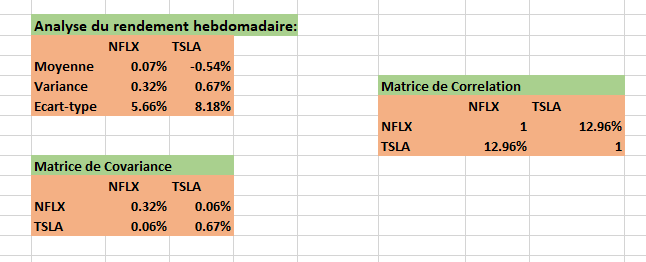 Analyse du rendement hebdomadaire:
NFLX TSLA
Moyenne 0.07% -0.54%
Variance 0.32% 0.67%
Ecart-type 5.66% 8.18%
Matrice de Correlation
NFLX TSLA
NFLX 1 12.96%
TSLA 12.96% 1
Matrice de Covariance
NFLX TSLA
NFLX 0.32% 0.06%
TSLA 0.06% 0.67%